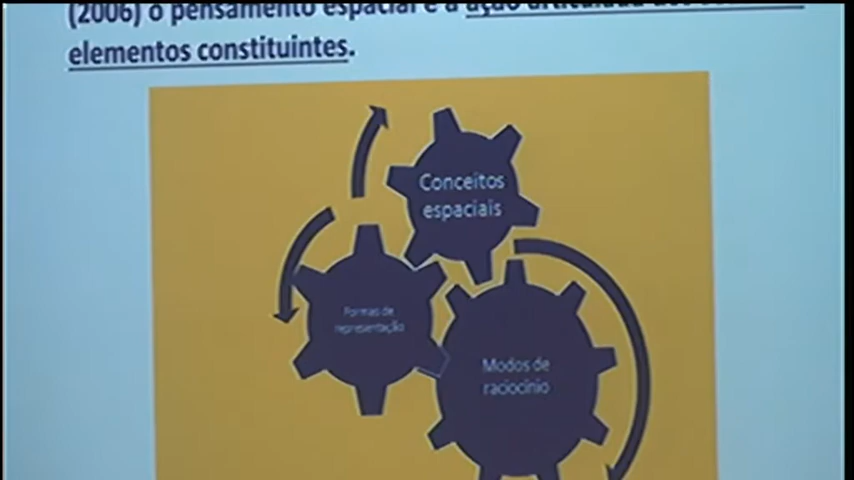 (2006) o pensamento espacial é a ação articulada
elementos constituintes.
Conceitos
espaciais
Formas de
representação
Modos de
raciocínio